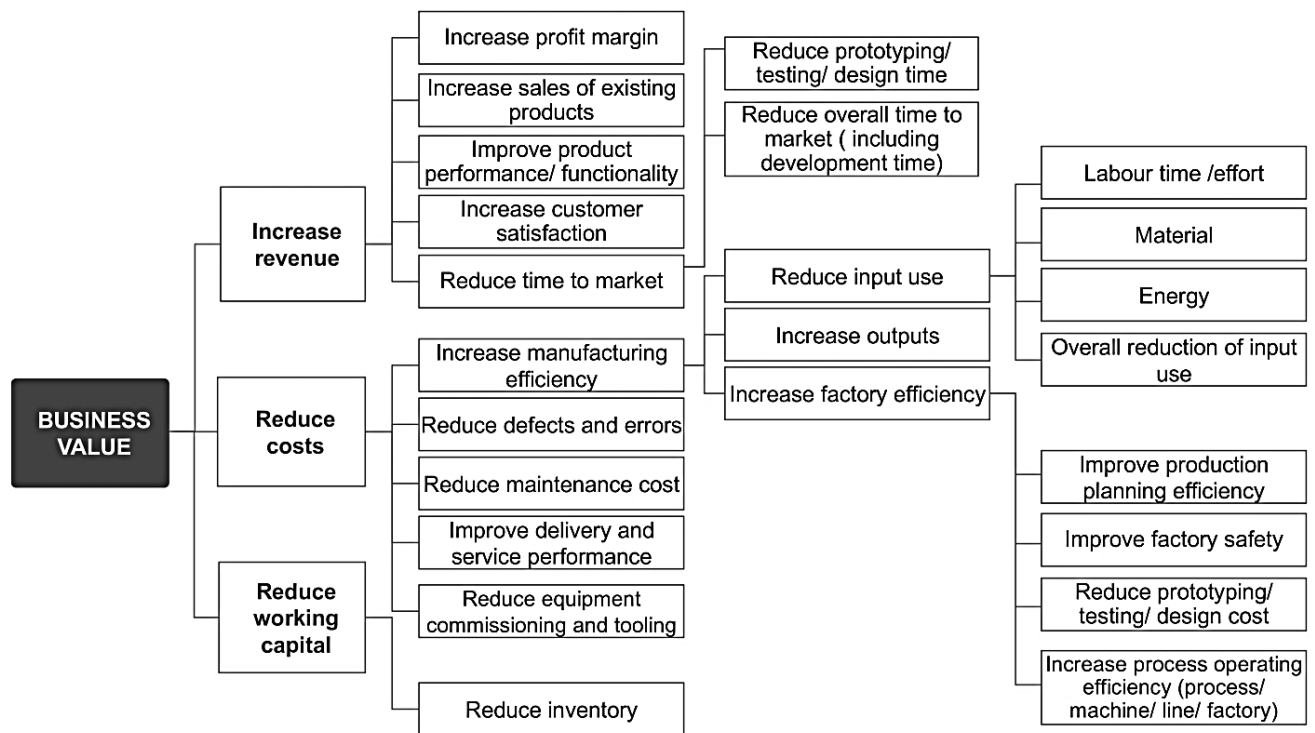 BUSINESS
VALUE
Increase
revenue
Reduce
costs
Reduce
working
capital
Increase profit margin
Increase sales of existing
products
Improve product
performance/ functionality
Increase customer
satisfaction
Reduce time to market
Increase manufacturing
efficiency
Reduce defects and errors
Reduce maintenance cost
Improve delivery and
service performance
Reduce equipment
commissioning and tooling
Reduce inventory
Reduce prototyping/
testing/ design time
Reduce overall time to
market ( including
development time)
Reduce input use
Increase outputs
Increase factory efficiency
Labour time /effort
Material
Energy
Overall reduction of input
use
Improve production
planning efficiency
Improve factory safety
Reduce prototyping/
testing/ design cost
Increase process operating
efficiency (process/
machine/ line/ factory)